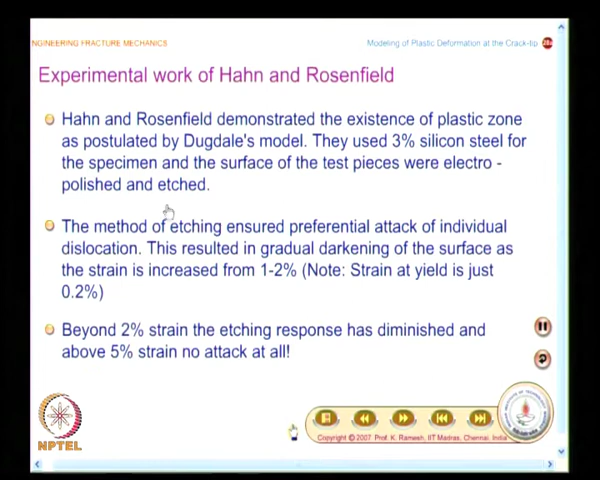 NGINEERING FRACTURE MECHANICS
Modeling of Plastic Deformation at the Crack-tip
Experimental work of Hahn and Rosenfield
Hahn and Rosenfield demonstrated the existence of plastic zone
as postulated by Dugdale's model. They used 3% silicon steel for
the specimen and the surface of the test pieces were electro -
polished and etched.
The method of etching ensured preferential attack of individual
dislocation. This resulted in gradual darkening of the surface as
the strain is increased from 1-2% (Note: Strain at yield is just
0.2%)
Beyond 2% strain the etching response has diminished and
above 5% strain no attack at all!
NPTEL
Copyright © 2007 Prof. K. Ramesh, IIT Madras, Chennai, India